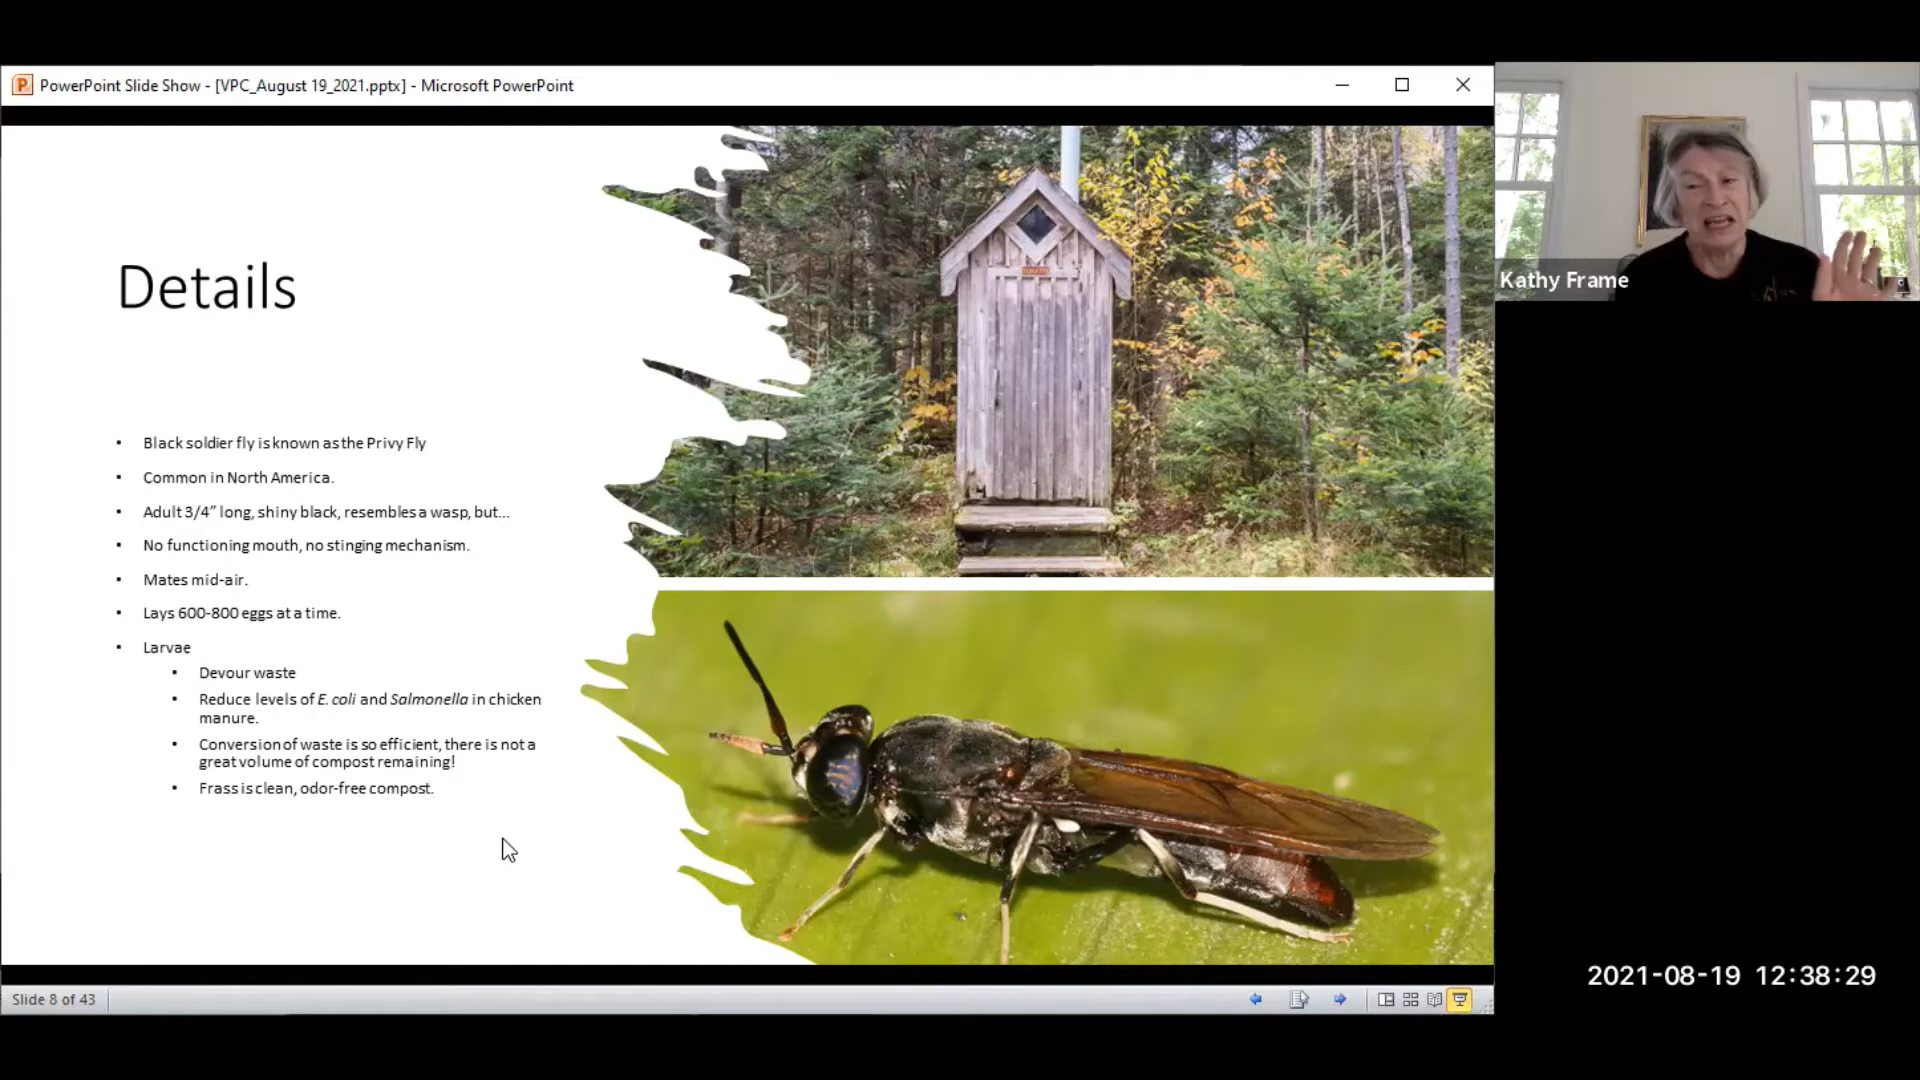 PowerPoint Slide Show - [VPC_August 19_2021.pptx] - Microsoft PowerPoint
Details
• Black soldier fly is known as the Privy Fly
• Common in North America.
• Adult 3/4” long, shiny black, resembles a wasp, but...
• No functioning mouth, no stinging mechanism.
• Mates mid-air.
• Lays 600-800 eggs at a time.
• Larvae
• Devour waste
• Reduce levels of E. coli and Salmonella in chicken
manure.
• Conversion of waste is so efficient, there is not a
great volume of compost remaining!
• Frass is clean, odor-free compost.
Kathy Frame
2021-08-19 12:38:29
Slide 8 of 43